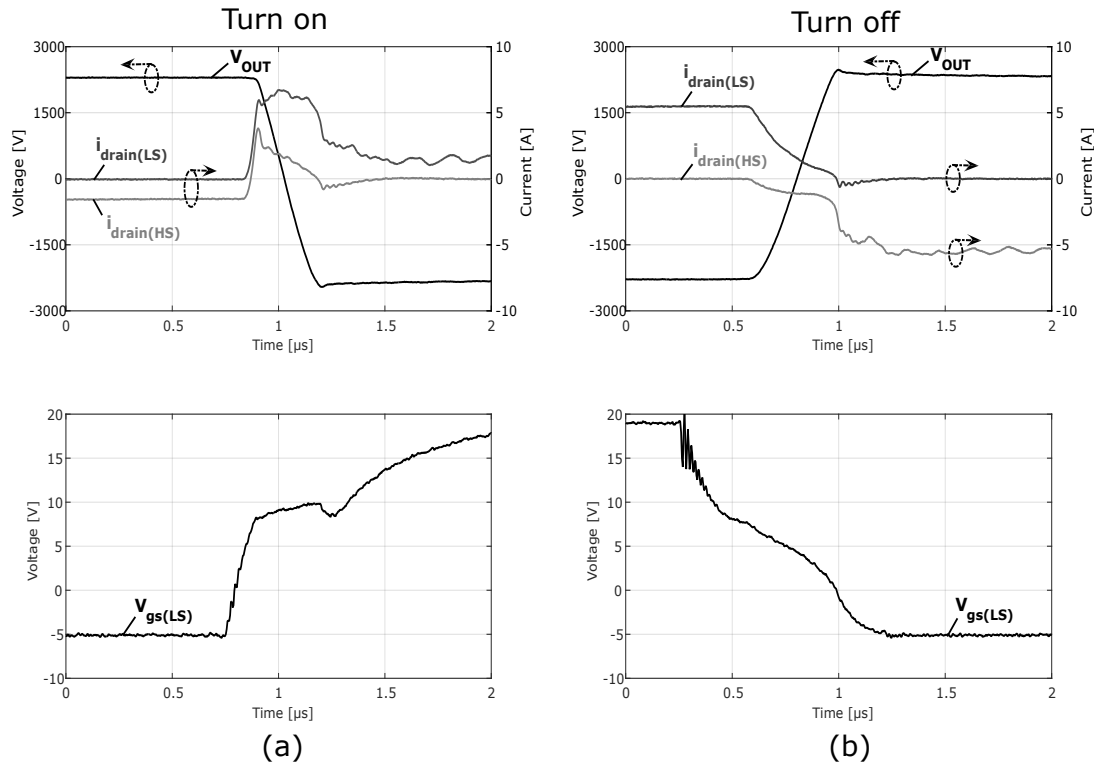 Turn on
Turn off
3000
1500
0
-1500
-3000
Voltage [V]
10
5
0
-5
-10
Current [A]
V_OUT
i_drain(LS)
i_drain(HS)
0
0.5
1
1.5
2
Time [µs]
3000
1500
0
-1500
-3000
Voltage [V]
10
5
0
-5
-10
Current [A]
V_OUT
i_drain(LS)
i_drain(HS)
0
0.5
1
1.5
2
Time [µs]
20
15
10
5
0
-5
-10
Voltage [V]
V_gs(LS)
0
0.5
1
1.5
2
Time [µs]
(a)
20
15
10
5
0
-5
-10
Voltage [V]
V_gs(LS)
0
0.5
1
1.5
2
Time [µs]
(b)